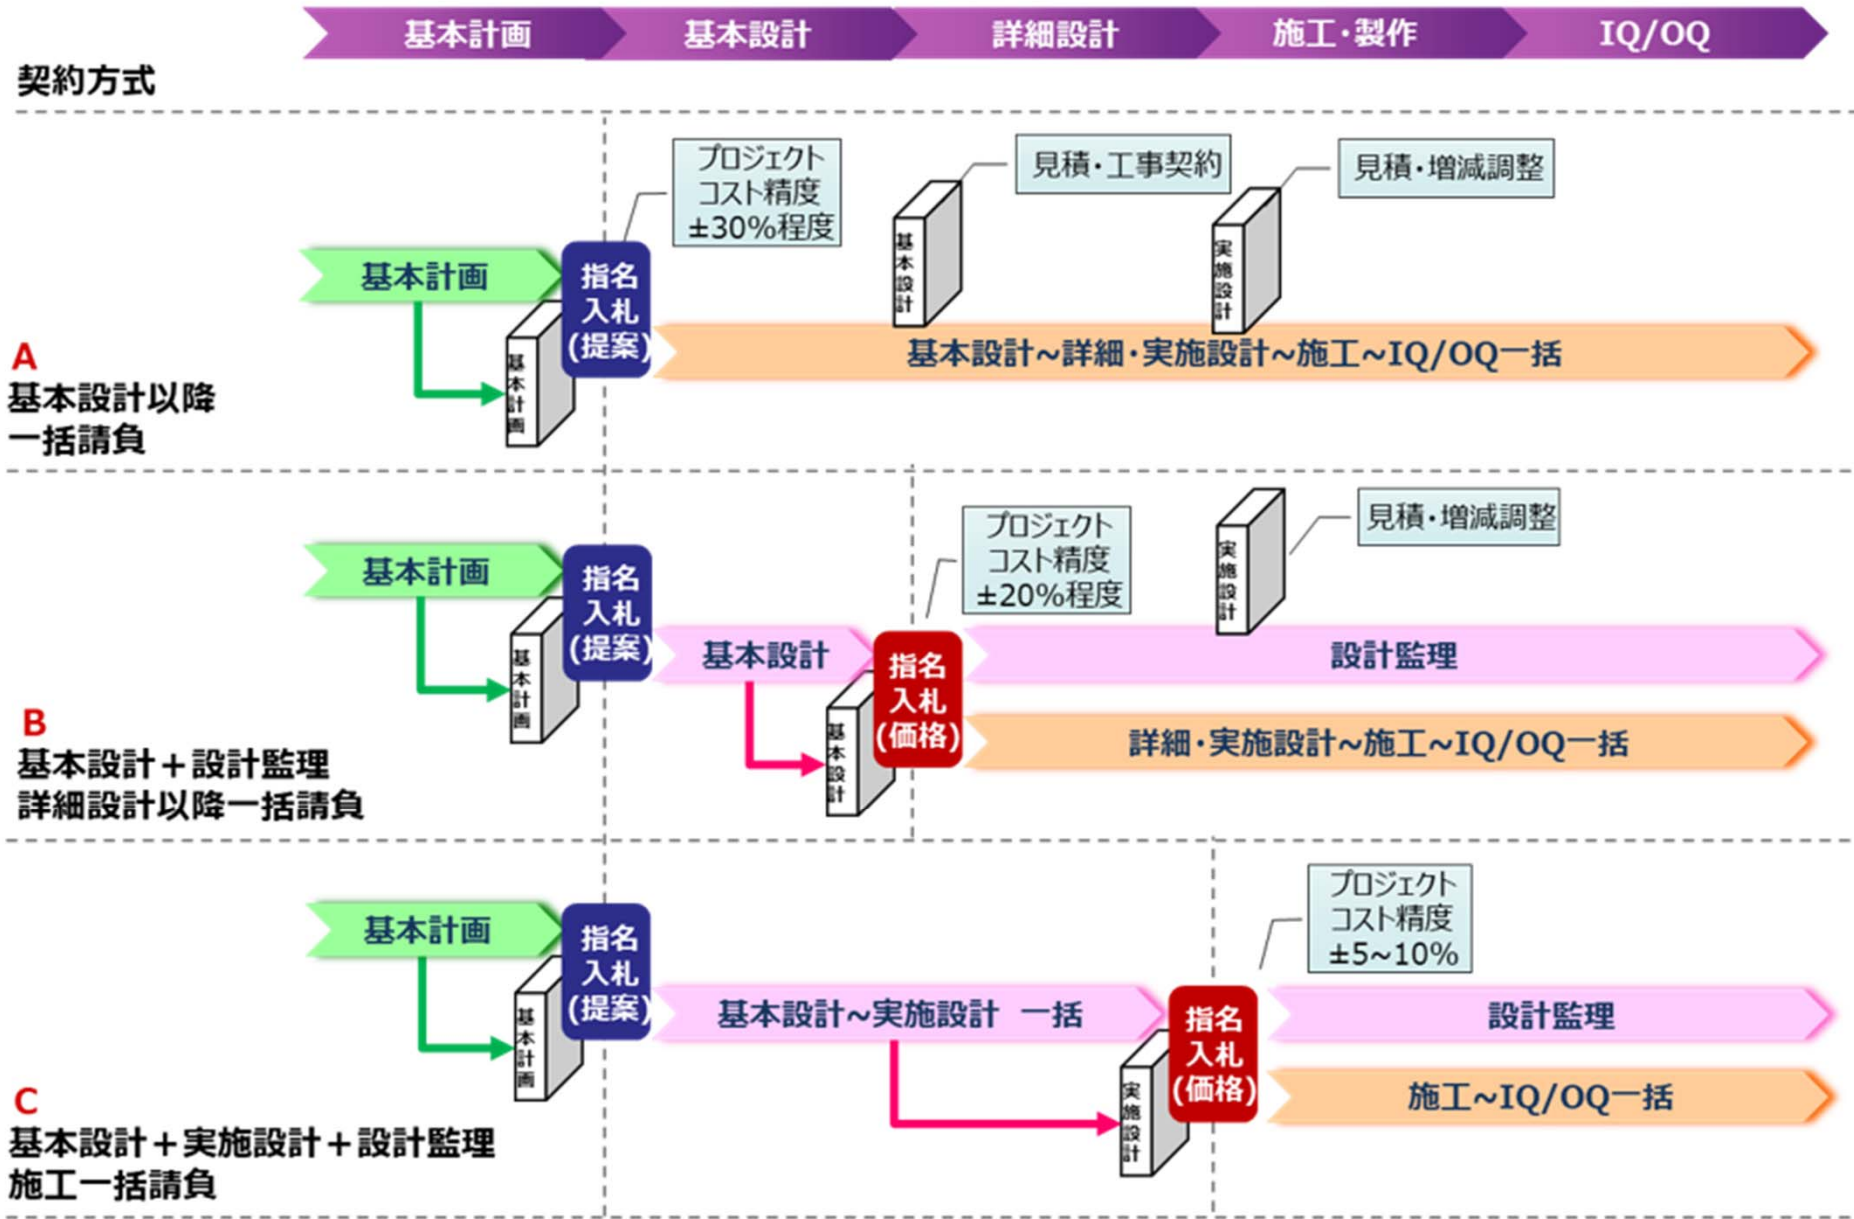 基本計画
基本設計
詳細設計
施工・製作
IQ/OQ
契約方式
プロジェクト
コスト精度
±30%程度
見積・工事契約
見積・増減調整
基本設計
実施設計
基本計画
指名
入札
(提案)
基本計画
基本設計~詳細・実施設計~施工~IQ/OQ一括
A
基本設計以降
一括請負
プロジェクト
コスト精度
±20%程度
見積・増減調整
実施設計
基本計画
指名
入札
(提案)
基本計画
基本設計
指名
入札
(価格)
基本設計
設計監理
詳細・実施設計~施工~IQ/OQ一括
B
基本設計＋設計監理
詳細設計以降一括請負
プロジェクト
コスト精度
±5~10%
基本計画
指名
入札
(提案)
基本計画
基本設計~実施設計 一括
指名
入札
(価格)
実施設計
設計監理
施工~IQ/OQ一括
C
基本設計＋実施設計＋設計監理
施工一括請負